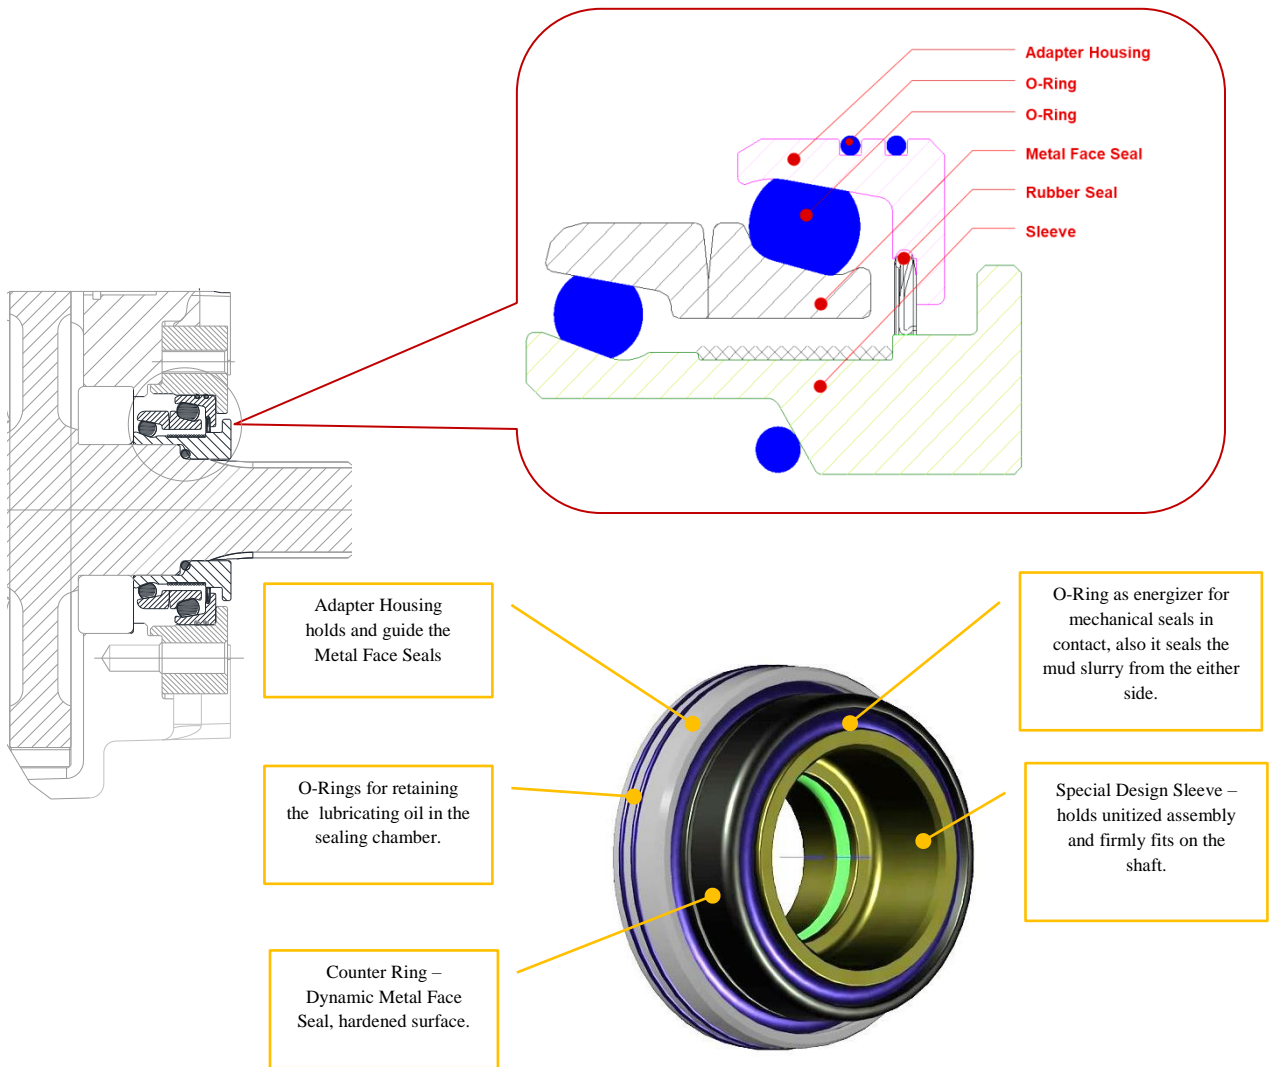 Adapter Housing
O-Ring
O-Ring
Metal Face Seal
Rubber Seal
Sleeve
Adapter Housing
holds and guide the
Metal Face Seals
O-Ring as energizer for
mechanical seals in
contact, also it seals the
mud slurry from the either
side.
O-Rings for retaining
the lubricating oil in the
sealing chamber.
Special Design Sleeve –
holds unitized assembly
and firmly fits on the
shaft.
Counter Ring –
Dynamic Metal Face
Seal, hardened surface.